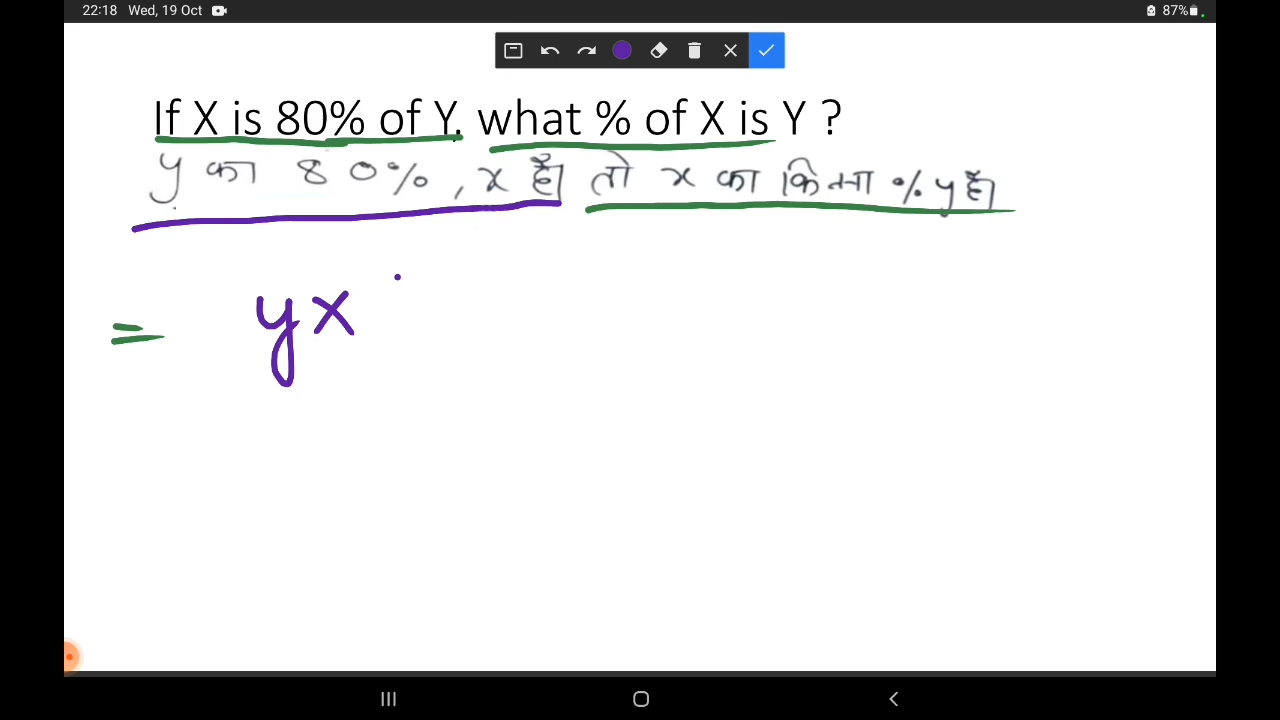 22:18 Wed, 19 Oct 87%
If X is 80% of Y. what % of X is Y ?
y का 80%, x है। तो x का कितना % y है।
= y x